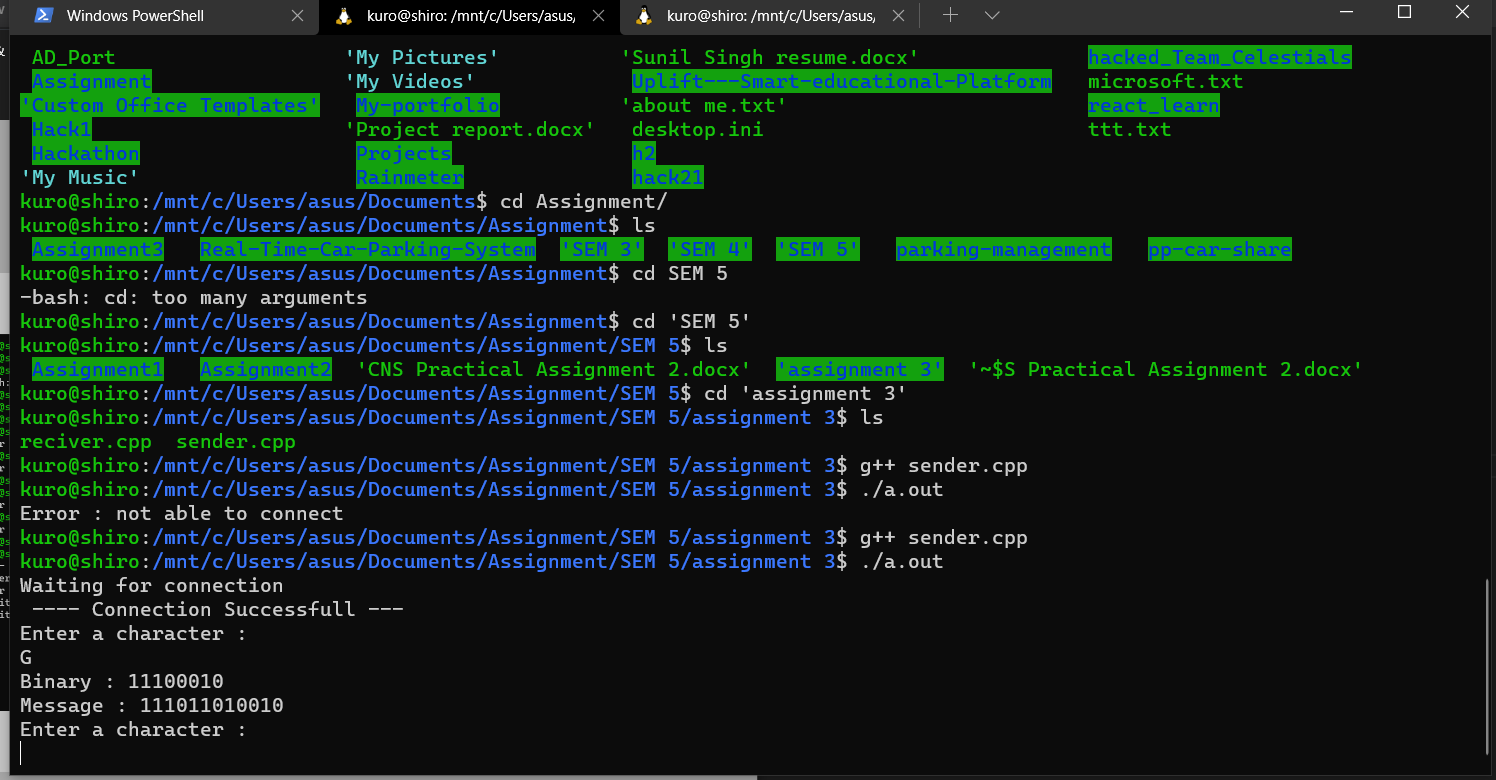 Windows PowerShell
kuro@shiro: /mnt/c/Users/asus/
kuro@shiro: /mnt/c/Users/asus,
AD_Port 'My Pictures' 'Sunil Singh resume.docx' hacked_Team_Celestials
Assignment 'My Videos' Uplift---Smart-educational-Platform microsoft.txt
'Custom Office Templates' My-portfolio 'about me.txt' react_learn
Hack1 'Project report.docx' desktop.ini ttt.txt
Hackathon Projects h2
'My Music' Rainmeter hack21
kuro@shiro:/mnt/c/Users/asus/Documents$ cd Assignment/
kuro@shiro:/mnt/c/Users/asus/Documents/Assignment$ ls
Assignment3 Real-Time-Car-Parking-System 'SEM 3' 'SEM 4' 'SEM 5' parking-management pp-car-share
kuro@shiro:/mnt/c/Users/asus/Documents/Assignment$ cd SEM 5
-bash: cd: too many arguments
kuro@shiro:/mnt/c/Users/asus/Documents/Assignment$ cd 'SEM 5'
kuro@shiro:/mnt/c/Users/asus/Documents/Assignment/SEM 5$ ls
Assignment1 Assignment2 'CNS Practical Assignment 2.docx' 'assignment 3' '~$S Practical Assignment 2.docx'
kuro@shiro:/mnt/c/Users/asus/Documents/Assignment/SEM 5$ cd 'assignment 3'
kuro@shiro:/mnt/c/Users/asus/Documents/Assignment/SEM 5/assignment 3$ ls
reciver.cpp sender.cpp
kuro@shiro:/mnt/c/Users/asus/Documents/Assignment/SEM 5/assignment 3$ g++ sender.cpp
kuro@shiro:/mnt/c/Users/asus/Documents/Assignment/SEM 5/assignment 3$ ./a.out
Error : not able to connect
kuro@shiro:/mnt/c/Users/asus/Documents/Assignment/SEM 5/assignment 3$ g++ sender.cpp
kuro@shiro:/mnt/c/Users/asus/Documents/Assignment/SEM 5/assignment 3$ ./a.out
Waiting for connection
---- Connection Successfull ---
Enter a character :
G
Binary : 11100010
Message : 111011010010
Enter a character :